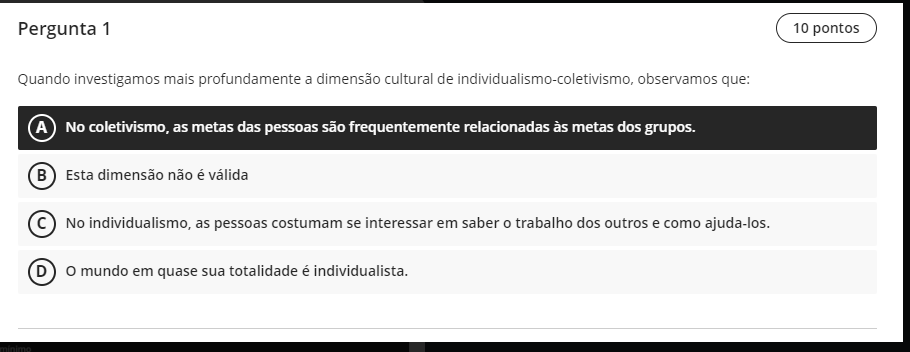 Pergunta 1
10 pontos
Quando investigamos mais profundamente a dimensão cultural de individualismo-coletivismo, observamos que:
A No coletivismo, as metas das pessoas são frequentemente relacionadas às metas dos grupos.
B Esta dimensão não é válida
C No individualismo, as pessoas costumam se interessar em saber o trabalho dos outros e como ajuda-los.
D O mundo em quase sua totalidade é individualista.
mínimo